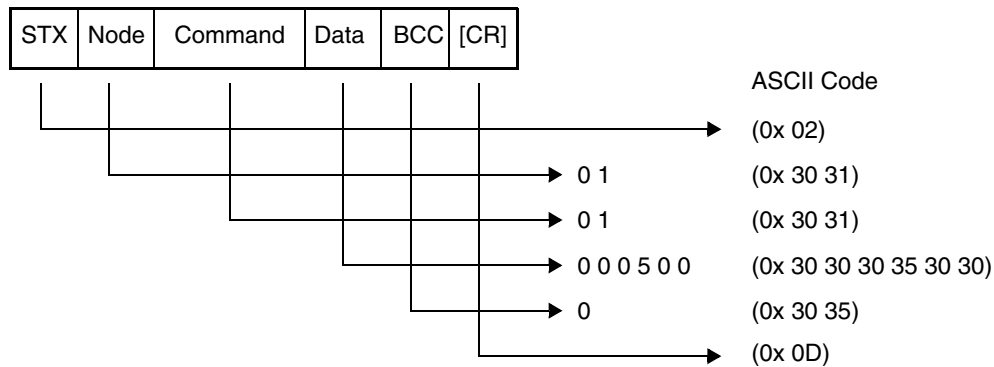 STX Node Command Data BCC [CR]
ASCII Code
(0x 02)
0 1 (0x 30 31)
0 1 (0x 30 31)
0 0 0 5 0 0 (0x 30 30 30 35 30 30)
0 (0x 30 35)
(0x 0D)